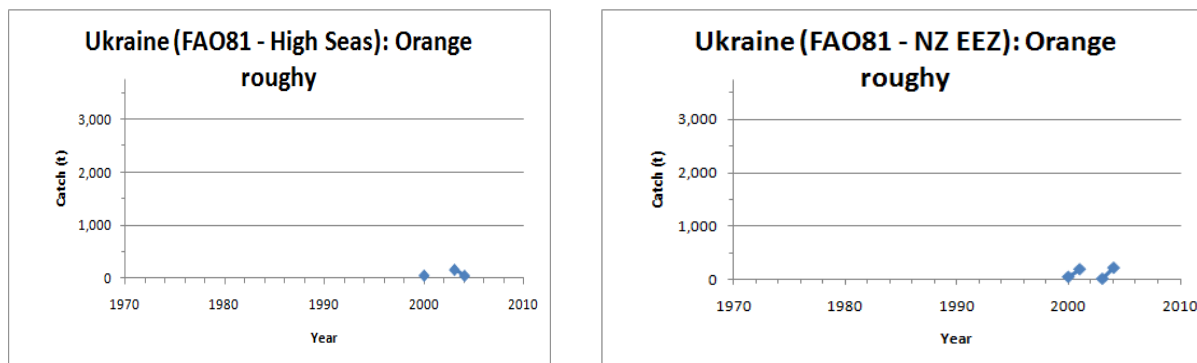 Ukraine (FAO81 - High Seas): Orange
roughy
3,000
2,000
1,000
0
Catch (t)
1970
1980
1990
2000
2010
Year
Ukraine (FAO81 - NZ EEZ): Orange
roughy
3,000
2,000
1,000
0
Catch (t)
1970
1980
1990
2000
2010
Year